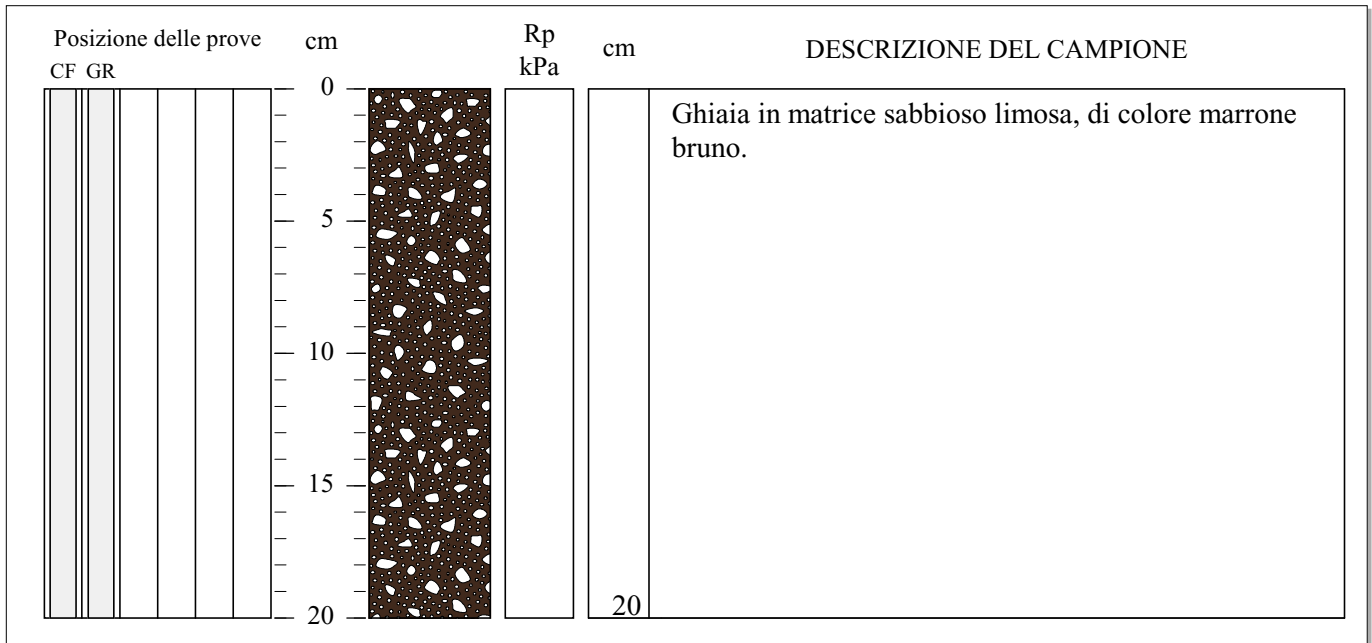 Posizione delle prove
CF GR
cm
Rp
kPa
cm
DESCRIZIONE DEL CAMPIONE
0
5
10
15
20
20
Ghiaia in matrice sabbioso limosa, di colore marrone
bruno.